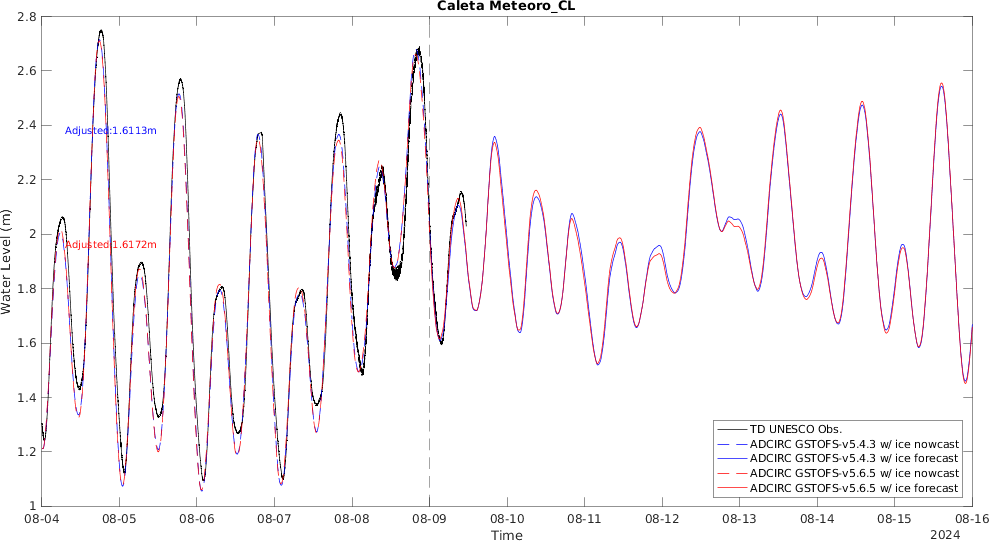 Caleta Meteoro_CL
2.8
2.6
2.4
2.2
2
1.8
1.6
1.4
1.2
1
Water Level (m)
Adjusted:1.6113m
Adjusted:1.6172m
TD UNESCO Obs.
ADCIRC GSTOFS-v5.4.3 w/ ice nowcast
ADCIRC GSTOFS-v5.4.3 w/ ice forecast
ADCIRC GSTOFS-v5.6.5 w/ ice nowcast
ADCIRC GSTOFS-v5.6.5 w/ ice forecast
08-04 08-05 08-06 08-07 08-08 08-09 08-10 08-11 08-12 08-13 08-14 08-15 08-16
Time
2024